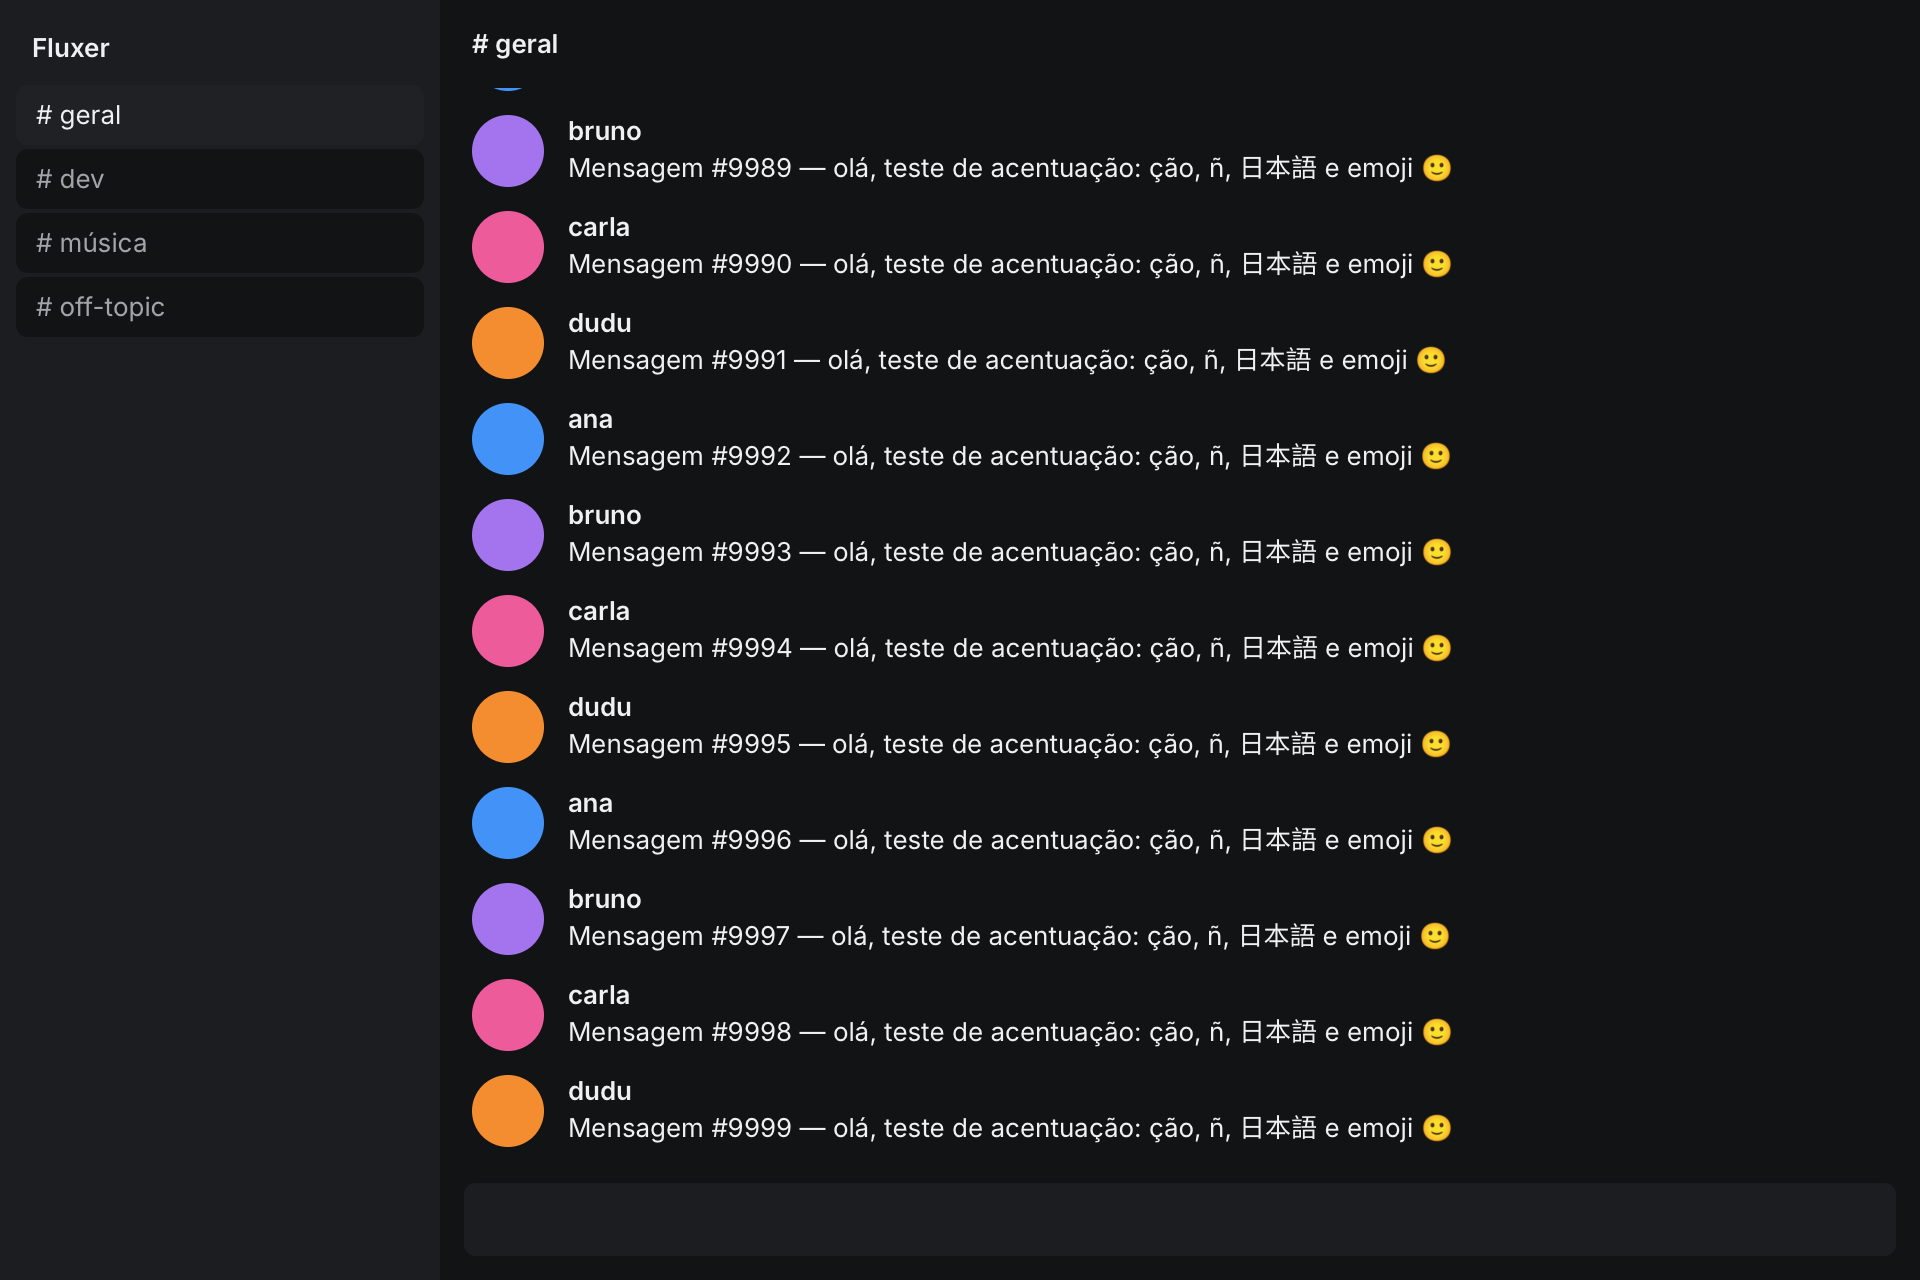 Fluxer
# geral
# dev
# música
# off-topic
# geral
bruno
Mensagem #9989 — olá, teste de acentuação: ção, ñ, 日本語 e emoji 🙂
carla
Mensagem #9990 — olá, teste de acentuação: ção, ñ, 日本語 e emoji 🙂
dudu
Mensagem #9991 — olá, teste de acentuação: ção, ñ, 日本語 e emoji 🙂
ana
Mensagem #9992 — olá, teste de acentuação: ção, ñ, 日本語 e emoji 🙂
bruno
Mensagem #9993 — olá, teste de acentuação: ção, ñ, 日本語 e emoji 🙂
carla
Mensagem #9994 — olá, teste de acentuação: ção, ñ, 日本語 e emoji 🙂
dudu
Mensagem #9995 — olá, teste de acentuação: ção, ñ, 日本語 e emoji 🙂
ana
Mensagem #9996 — olá, teste de acentuação: ção, ñ, 日本語 e emoji 🙂
bruno
Mensagem #9997 — olá, teste de acentuação: ção, ñ, 日本語 e emoji 🙂
carla
Mensagem #9998 — olá, teste de acentuação: ção, ñ, 日本語 e emoji 🙂
dudu
Mensagem #9999 — olá, teste de acentuação: ção, ñ, 日本語 e emoji 🙂